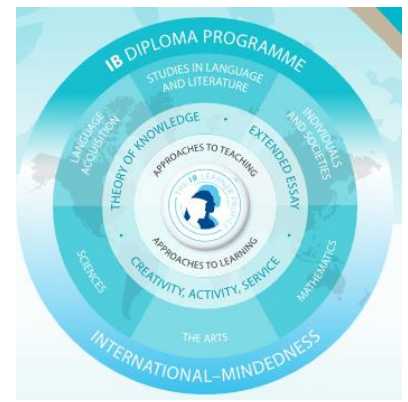 IB DIPLOMA PROGRAMME
STUDIES IN LANGUAGE
AND LITERATURE
LANGUAGE
ACQUISITION
INDIVIDUALS
AND SOCIETIES
THEORY OF KNOWLEDGE
•
EXTENDED ESSAY
•
APPROACHES TO TEACHING
THE IB LEARNER PROFILE
APPROACHES TO LEARNING
•
CREATIVITY, ACTIVITY, SERVICE
SCIENCES
MATHEMATICS
THE ARTS
INTERNATIONAL–MINDEDNESS